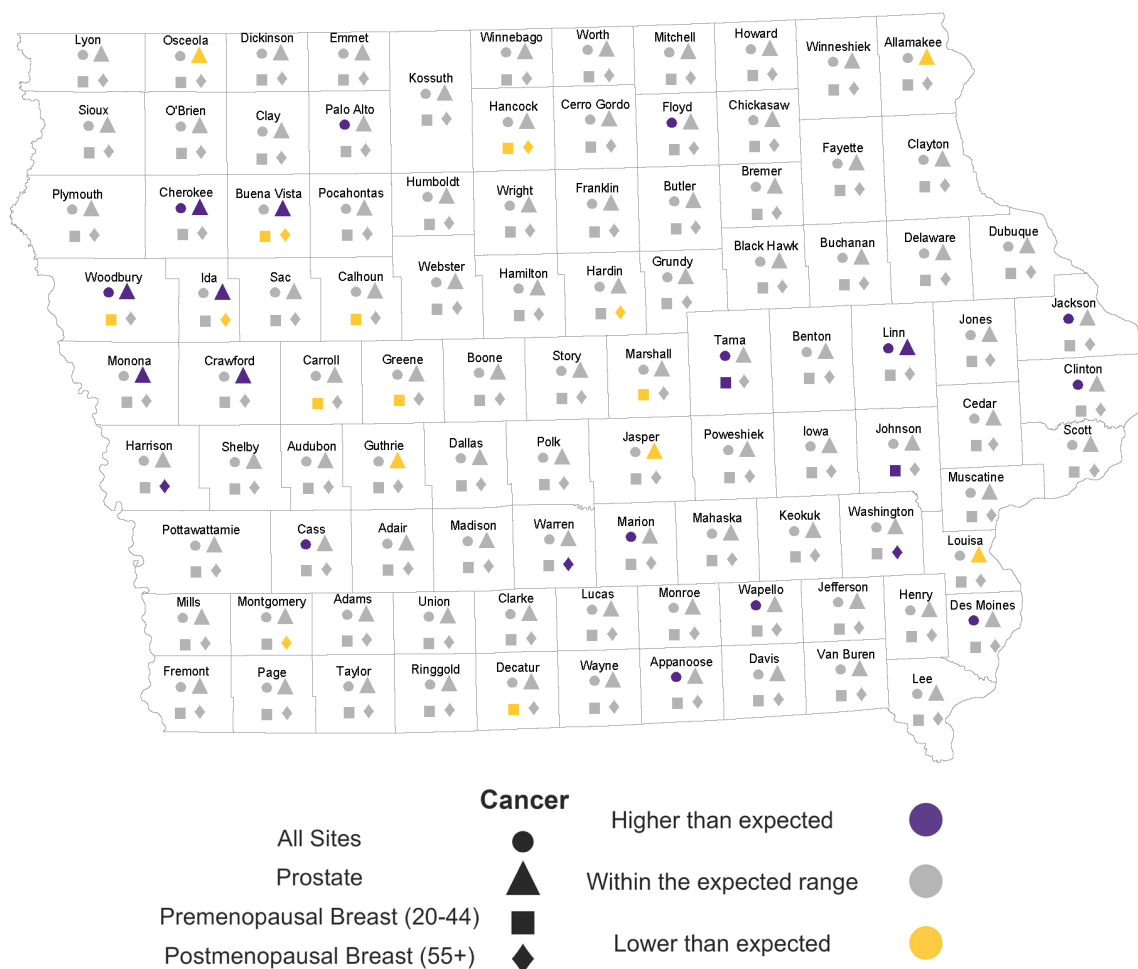 Lyon
Osceola
Dickinson
Emmet
Kossuth
Winnebago
Worth
Mitchell
Howard
Winneshiek
Allamakee
Sioux
O'Brien
Clay
Palo Alto
Hancock
Cerro Gordo
Floyd
Chickasaw
Fayette
Clayton
Plymouth
Cherokee
Buena Vista
Pocahontas
Humboldt
Wright
Franklin
Butler
Bremer
Black Hawk
Buchanan
Delaware
Dubuque
Woodbury
Ida
Sac
Calhoun
Webster
Hamilton
Hardin
Grundy
Tama
Benton
Linn
Jones
Jackson
Monona
Crawford
Carroll
Greene
Boone
Story
Marshall
Clinton
Cedar
Harrison
Shelby
Audubon
Guthrie
Dallas
Polk
Jasper
Poweshiek
Iowa
Johnson
Scott
Muscatine
Pottawattamie
Cass
Adair
Madison
Warren
Marion
Mahaska
Keokuk
Washington
Louisa
Mills
Montgomery
Adams
Union
Clarke
Lucas
Monroe
Wapello
Jefferson
Henry
Des Moines
Fremont
Page
Taylor
Ringgold
Decatur
Wayne
Appanoose
Davis
Van Buren
Lee
Cancer
All Sites
Prostate
Premenopausal Breast (20-44)
Postmenopausal Breast (55+)
Higher than expected
Within the expected range
Lower than expected